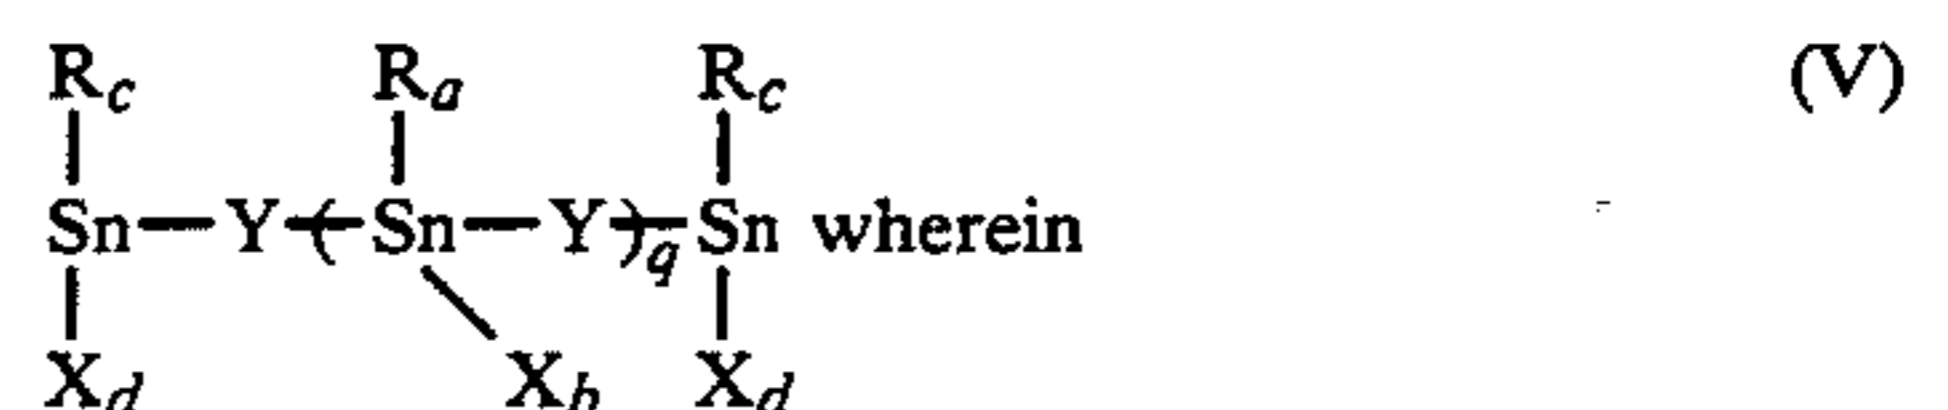 R_c R_a R_c (V)
Sn—Y—(Sn—Y)_q—Sn wherein
X_d X_b X_d